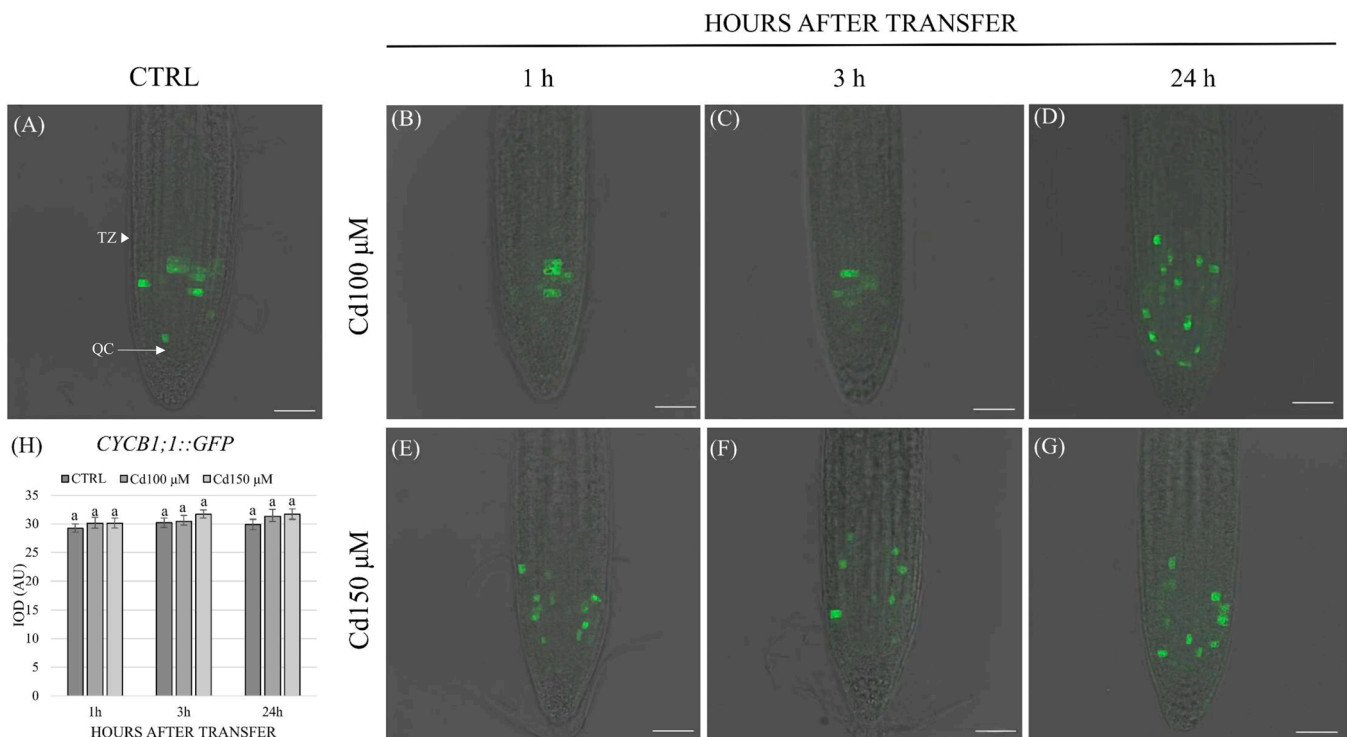 HOURS AFTER TRANSFER
CTRL
1 h
3 h
24 h
(A)
TZ
QC
Cd100 μM
(B)
(C)
(D)
(H)
CYCB1;1::GFP
CTRL Cd100 μM Cd150 μM
35
30
25
20
15
10
5
0
IOD (AU)
a a a a a a a a a
1h 3h 24h
HOURS AFTER TRANSFER
Cd150 μM
(E)
(F)
(G)